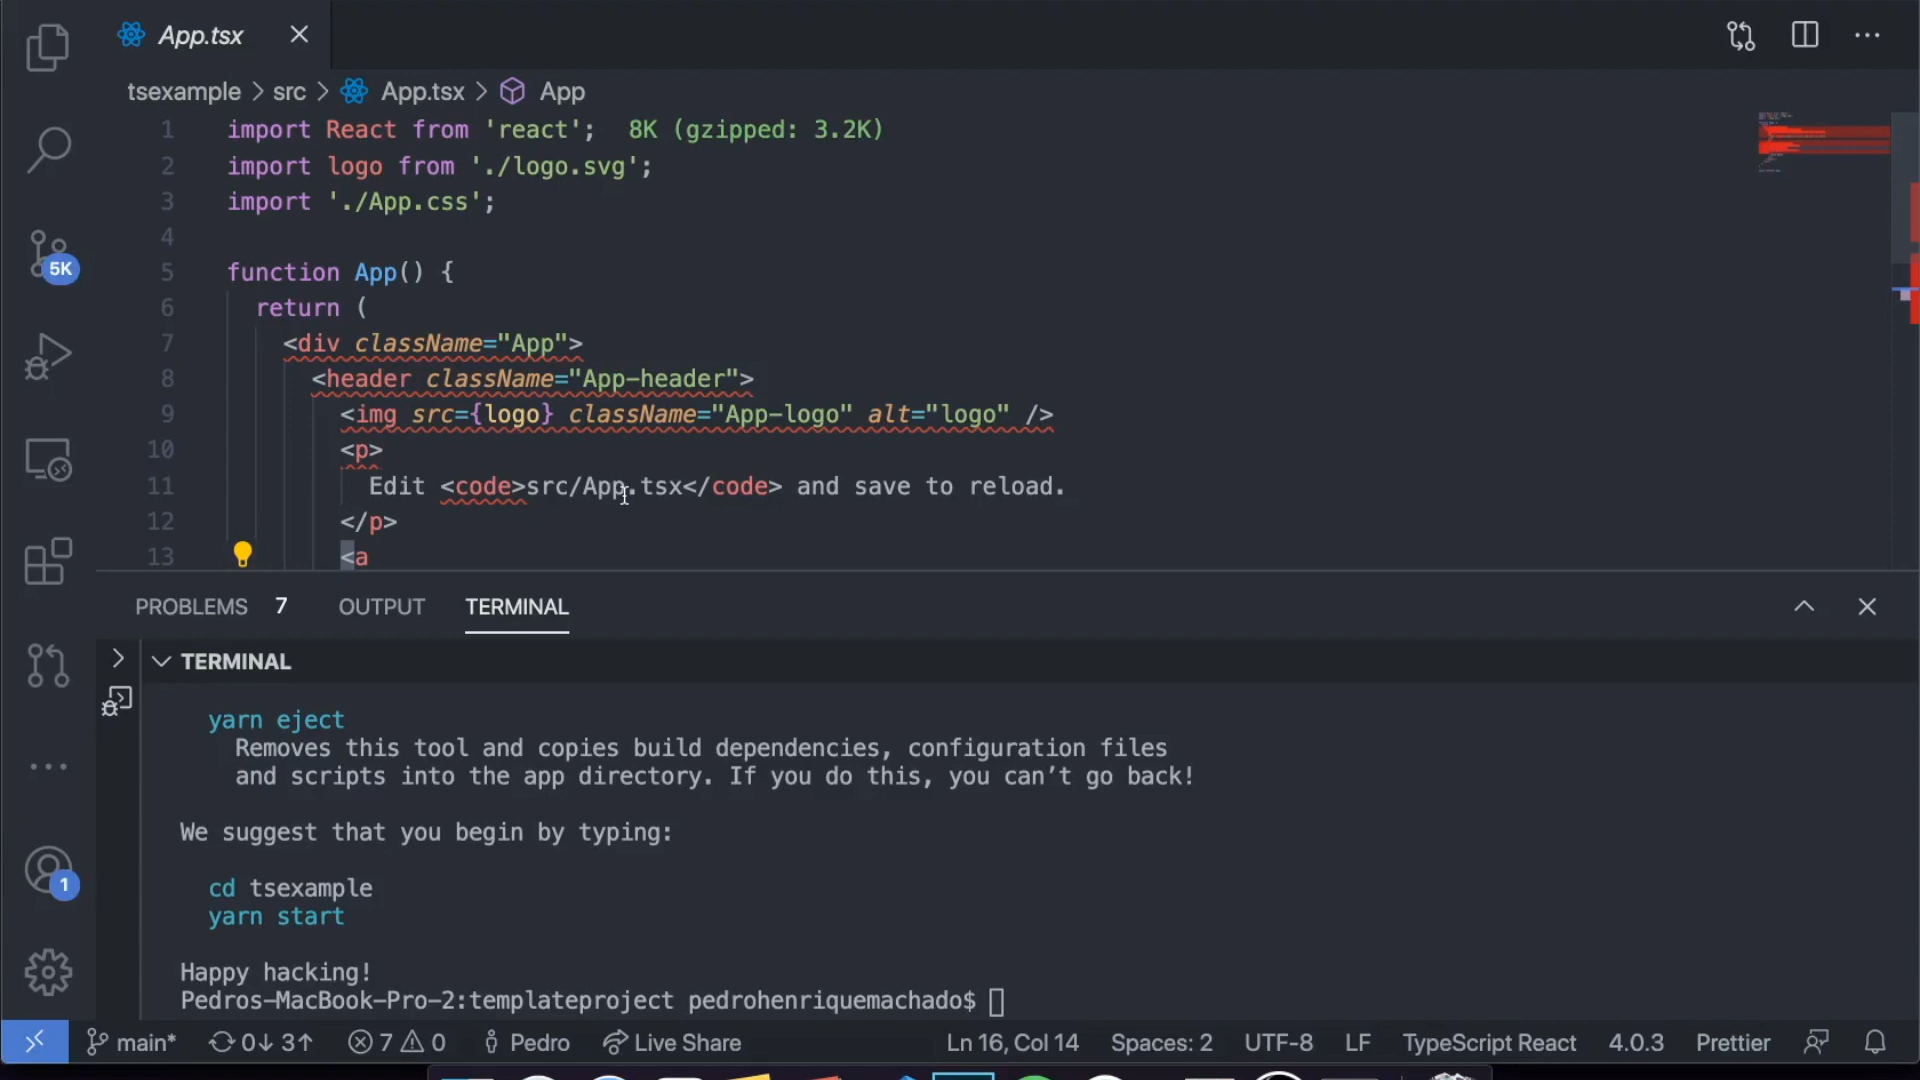 App.tsx
tsexample > src > App.tsx > App
1 import React from 'react'; 8K (gzipped: 3.2K)
2 import logo from './logo.svg';
3 import './App.css';
4
5 function App() {
6 return (
7 <div className="App">
8 <header className="App-header">
9 <img src={logo} className="App-logo" alt="logo" />
10 <p>
11 Edit <code>src/App.tsx</code> and save to reload.
12 </p>
13 <a
5K
1
PROBLEMS 7 OUTPUT TERMINAL
TERMINAL
yarn eject
Removes this tool and copies build dependencies, configuration files
and scripts into the app directory. If you do this, you can’t go back!
We suggest that you begin by typing:
cd tsexample
yarn start
Happy hacking!
Pedros-MacBook-Pro-2:templateproject pedrohenriquemachado$
main* 0↓ 3↑ 7 0 Pedro Live Share Ln 16, Col 14 Spaces: 2 UTF-8 LF TypeScript React 4.0.3 Prettier